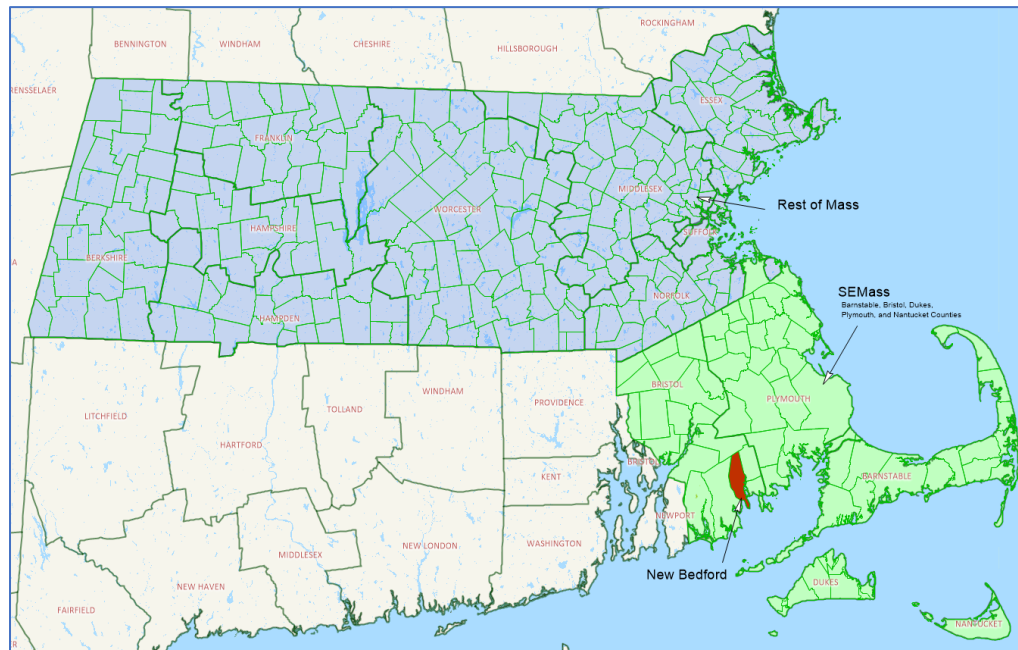 ROCKINGHAM
BENNINGTON
WINDHAM
CHESHIRE
HILLSBOROUGH
RENSSELAER
ESSEX
FRANKLIN
MIDDLESEX
Rest of Mass
WORCESTER
HAMPSHIRE
SUFFOLK
BERKSHIRE
SEMass
Barnstable, Bristol, Dukes,
Plymouth, and Nantucket Counties
NORFOLK
HAMPDEN
WINDHAM
BRISTOL
PLYMOUTH
PROVIDENCE
TOLLAND
LITCHFIELD
HARTFORD
BRISTOL
KENT
BARNSTABLE
NEWPORT
WASHINGTON
NEW LONDON
MIDDLESEX
New Bedford
DUKES
NEW HAVEN
FAIRFIELD
NANTUCKET